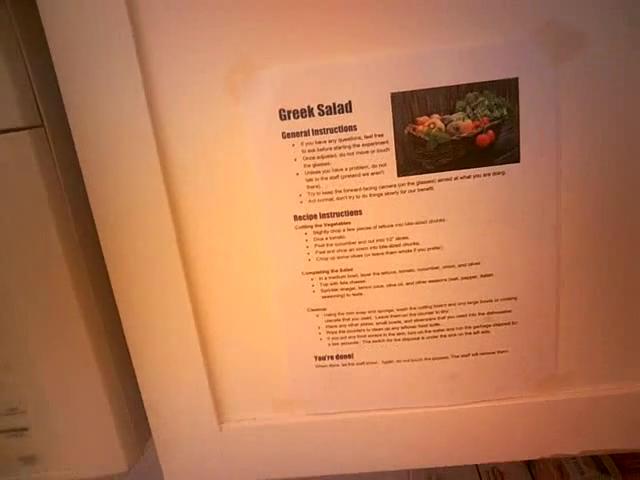 Greek Salad
General Instructions
• If you have any questions, feel free
to ask before starting the experiment.
• Once adjusted, do not move or touch
the glasses.
• Unless you have a problem, do not
talk to the staff (pretend we aren't
there).
• Try to keep the forward-facing camera (on the glasses) aimed at what you are doing.
• Act normal, don't try to do things slowly for our benefit.
Recipe Instructions
Cutting the Vegetables
• Slightly chop a few pieces of lettuce into bite-sized chunks.
• Dice a tomato.
• Peel the cucumber and cut into 1/2" slices.
• Peel and slice an onion into bite-sized chunks.
• Chop up some olives (or leave them whole if you prefer).
Completing the Salad
• In a medium bowl, layer the lettuce, tomato, cucumber, onion, and olives
• Top with feta cheese.
• Sprinkle vinegar, lemon juice, olive oil, and other seasons (salt, pepper, Italian
seasoning) to taste.
Cleanup
• Using the dish soap and sponge, wash the cutting board and any large bowls or cooking
utensils that you used. Leave them on the counter to dry.
• Place any other plates, small bowls, and silverware that you used into the dishwasher.
• Wipe the counters to clean up any leftover food bits.
• If you put any food scraps in the sink, turn on the water and run the garbage disposal for
a few seconds. The switch for the disposal is under the sink on the left side.
You're done!
When done, let the staff know. Again, do not touch the glasses. The staff will remove them.